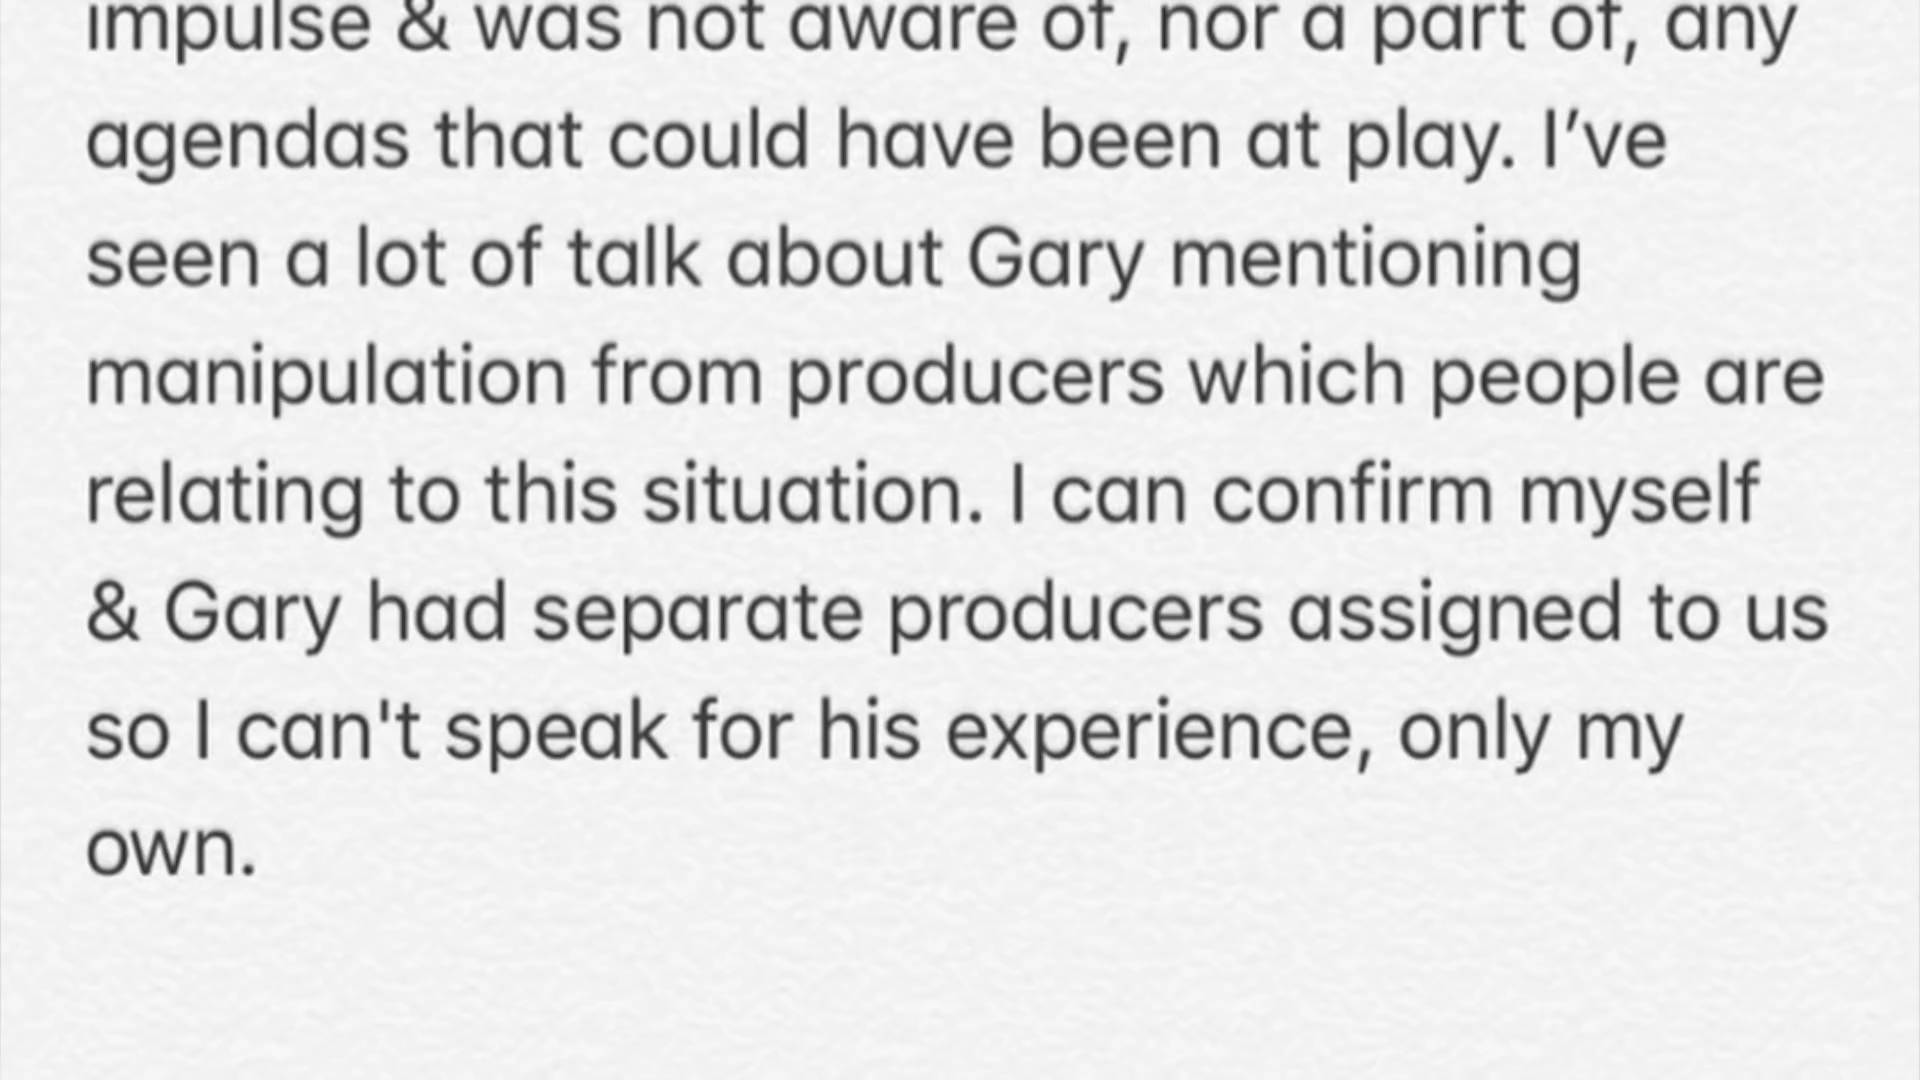 impulse & was not aware of, nor a part of, any
agendas that could have been at play. I’ve
seen a lot of talk about Gary mentioning
manipulation from producers which people are
relating to this situation. I can confirm myself
& Gary had separate producers assigned to us
so I can't speak for his experience, only my
own.